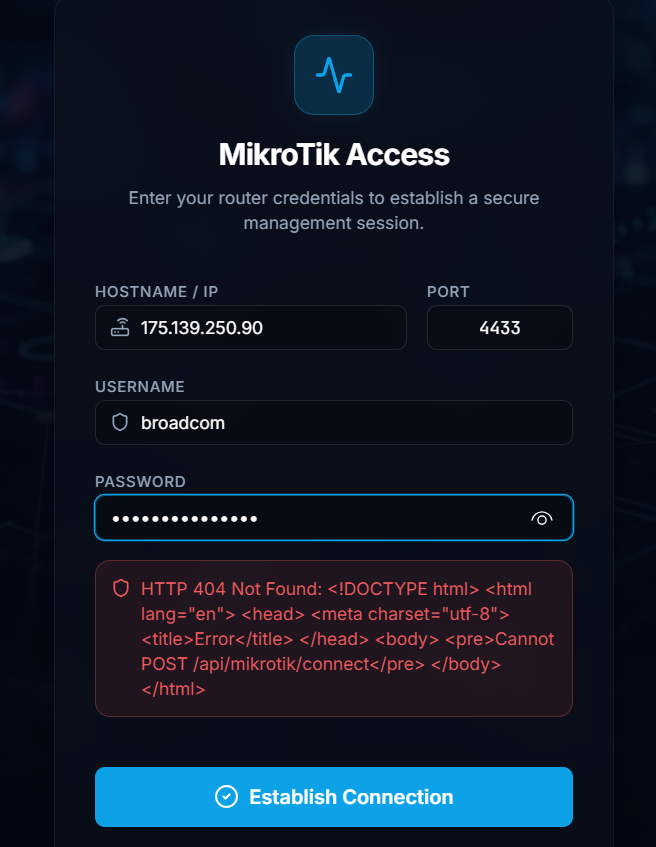 MikroTik Access
Enter your router credentials to establish a secure
management session.
HOSTNAME / IP
PORT
175.139.250.90
4433
USERNAME
broadcom
PASSWORD
•••••••••••••••
HTTP 404 Not Found: <!DOCTYPE html> <html
lang="en"> <head> <meta charset="utf-8">
<title>Error</title> </head> <body> <pre>Cannot
POST /api/mikrotik/connect</pre> </body>
</html>
Establish Connection